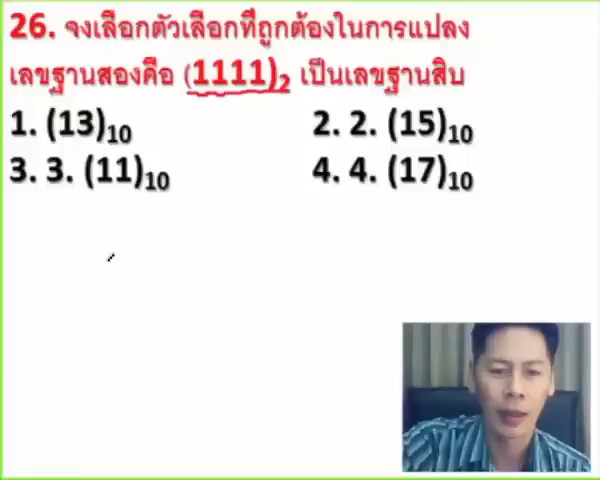 26. จงเลือกตัวเลือกที่ถูกต้องในการแปลง
เลขฐานสองคือ (1111)₂ เป็นเลขฐานสิบ
1. (13)₁₀ 2. 2. (15)₁₀
3. 3. (11)₁₀ 4. 4. (17)₁₀